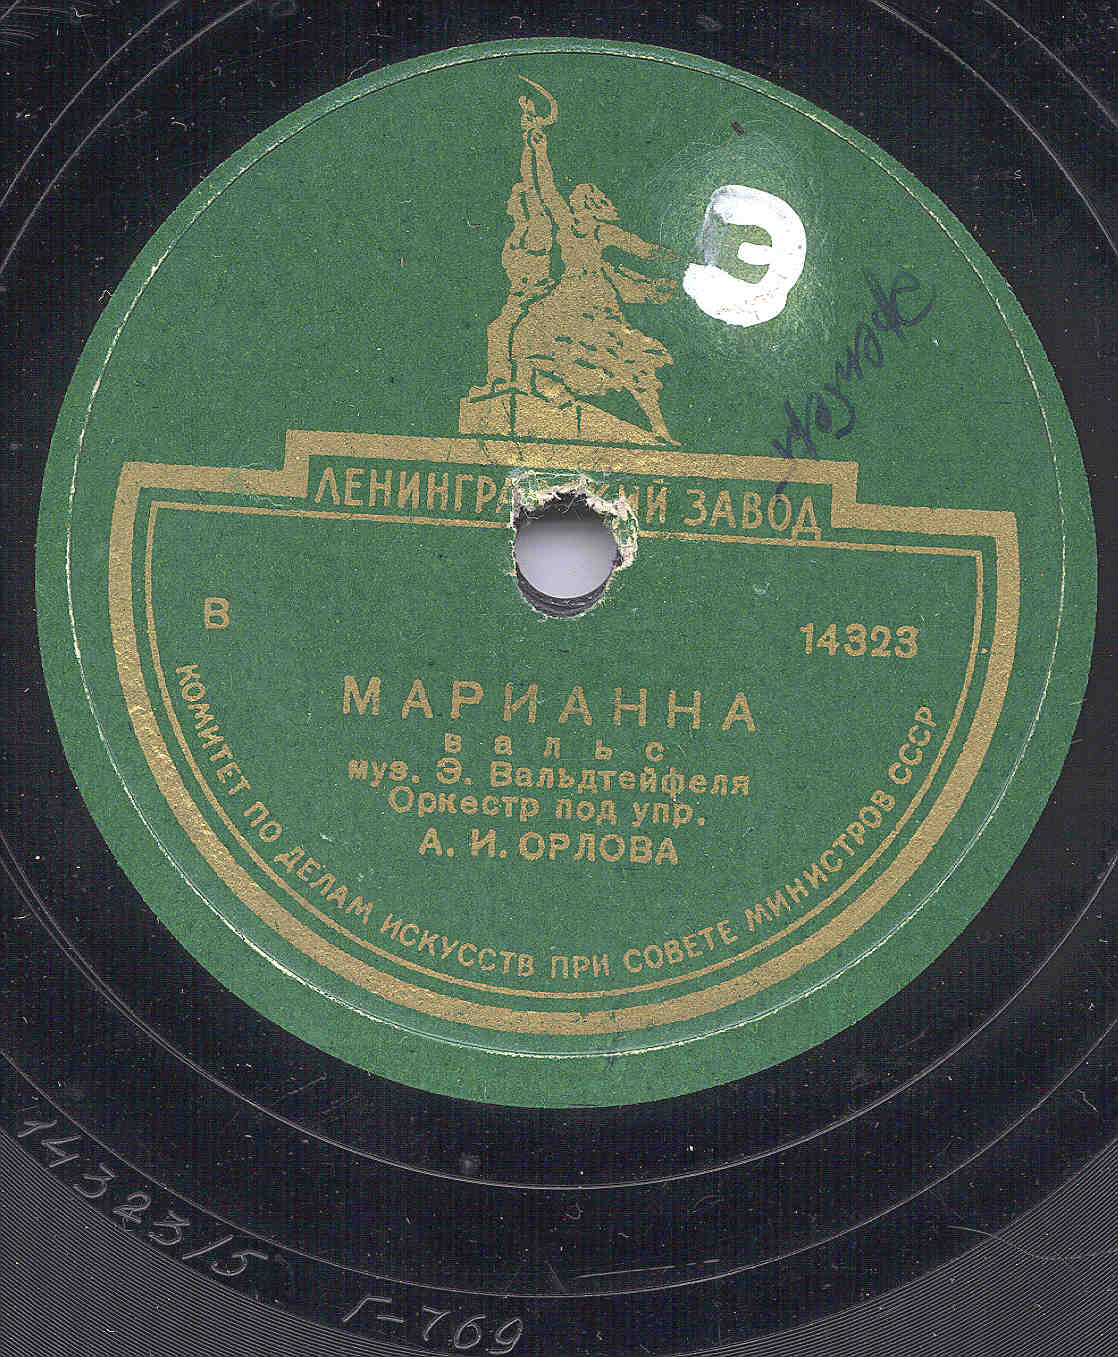 Э
ЛЕНИНГРА КИЙ ЗАВОД
В
14323
МАРИАННА
вальс
муз. Э. Вальдтейфеля
Оркестр под упр.
А. И. ОРЛОВА
КОМИТЕТ ПО ДЕЛАМ ИСКУССТВ ПРИ СОВЕТЕ МИНИСТРОВ СССР
14323/5
Г-769